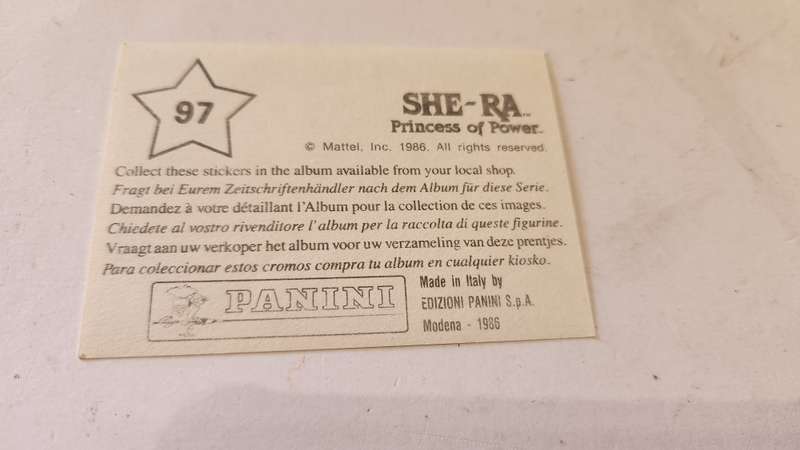 97
SHE-RA™
Princess of Power™
© Mattel, Inc. 1986. All rights reserved.
Collect these stickers in the album available from your local shop.
Fragt bei Eurem Zeitschriftenhändler nach dem Album für diese Serie.
Demandez à votre détaillant l'Album pour la collection de ces images.
Chiedete al vostro rivenditore l'album per la raccolta di queste figurine.
Vraagt aan uw verkoper het album voor uw verzameling van deze prentjes.
Para coleccionar estos cromos compra tu album en cualquier kiosko.
PANINI
Made in Italy by
EDIZIONI PANINI S.p.A.
Modena - 1986